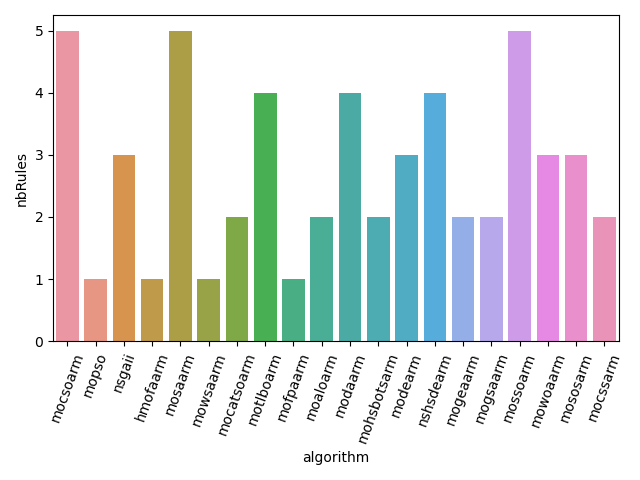 5
4
3
2
1
0
nbRules
mocsoarm
mopso
nsgaii
hmofaarm
mosaarm
mowsaarm
mocatsoarm
motlboarm
mofpaarm
moaloarm
modaarm
mohsbotsarm
modearm
nshsdearm
mogeaarm
mogsaarm
mossoarm
mowoaarm
mososarm
mocssarm
algorithm